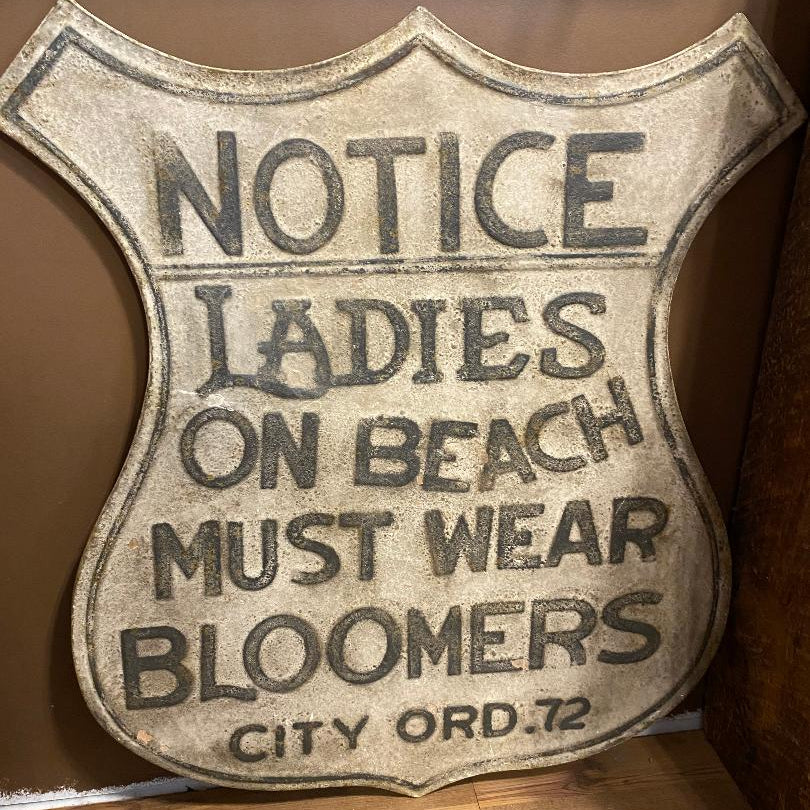 NOTICE
LADIES
ON BEACH
MUST WEAR
BLOOMERS
CITY ORD.72